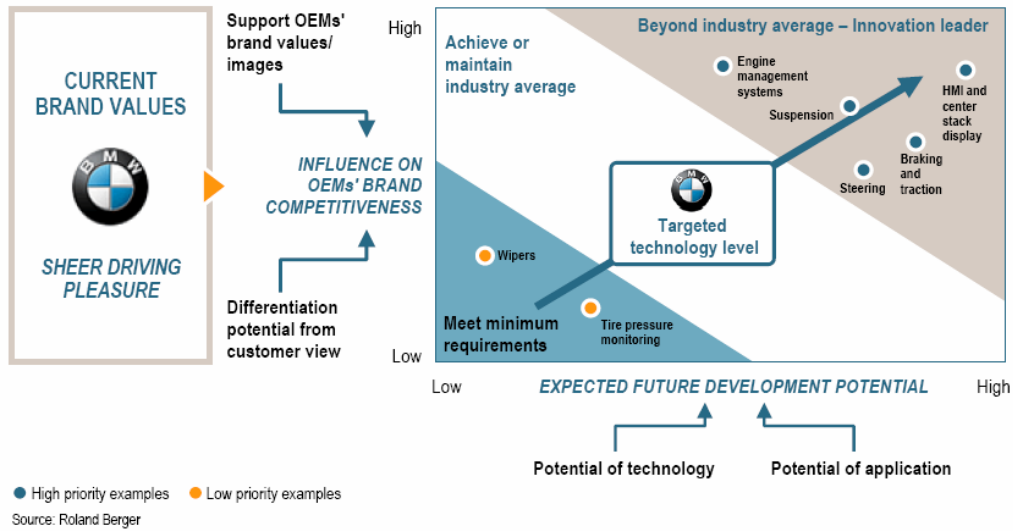 CURRENT
BRAND VALUES
BMW
SHEER DRIVING
PLEASURE
Support OEMs'
brand values/
images
INFLUENCE ON
OEMs' BRAND
COMPETITIVENESS
Differentiation
potential from
customer view
High
Low
Achieve or
maintain
industry average
Beyond industry average – Innovation leader
Engine
management
systems
Suspension
HMI and
center
stack
display
Braking
and
traction
Steering
BMW
Targeted
technology level
Wipers
Tire pressure
monitoring
Meet minimum
requirements
Low
EXPECTED FUTURE DEVELOPMENT POTENTIAL
High
Potential of technology
Potential of application
High priority examples
Low priority examples
Source: Roland Berger